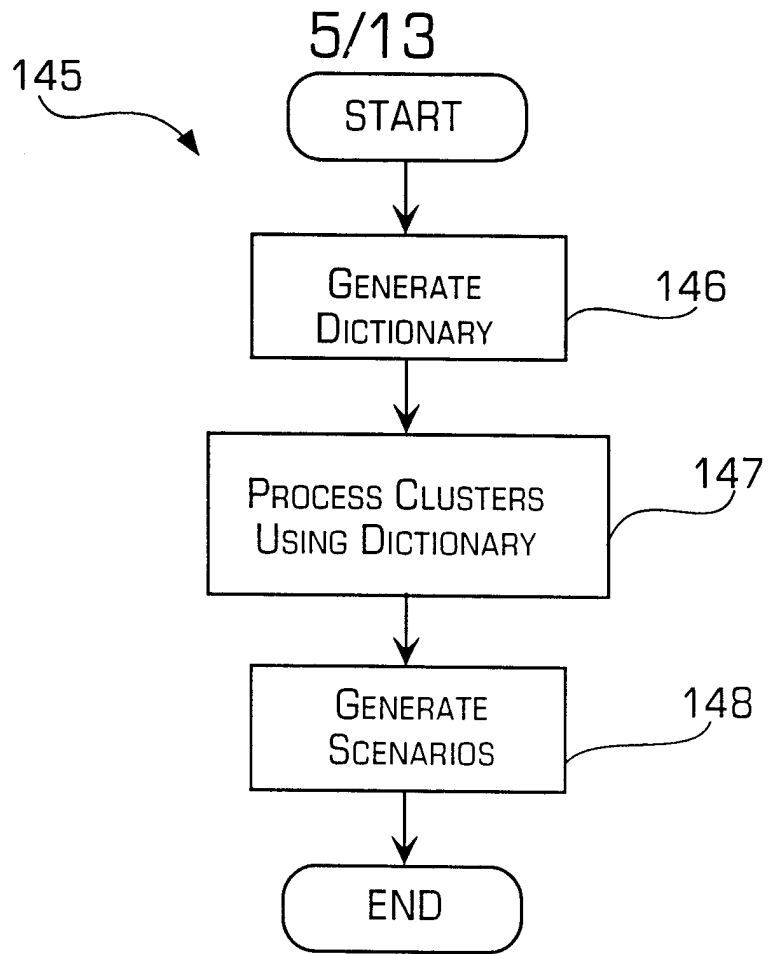 5/13
145
START
GENERATE
DICTIONARY
146
PROCESS CLUSTERS
USING DICTIONARY
147
GENERATE
SCENARIOS
148
END